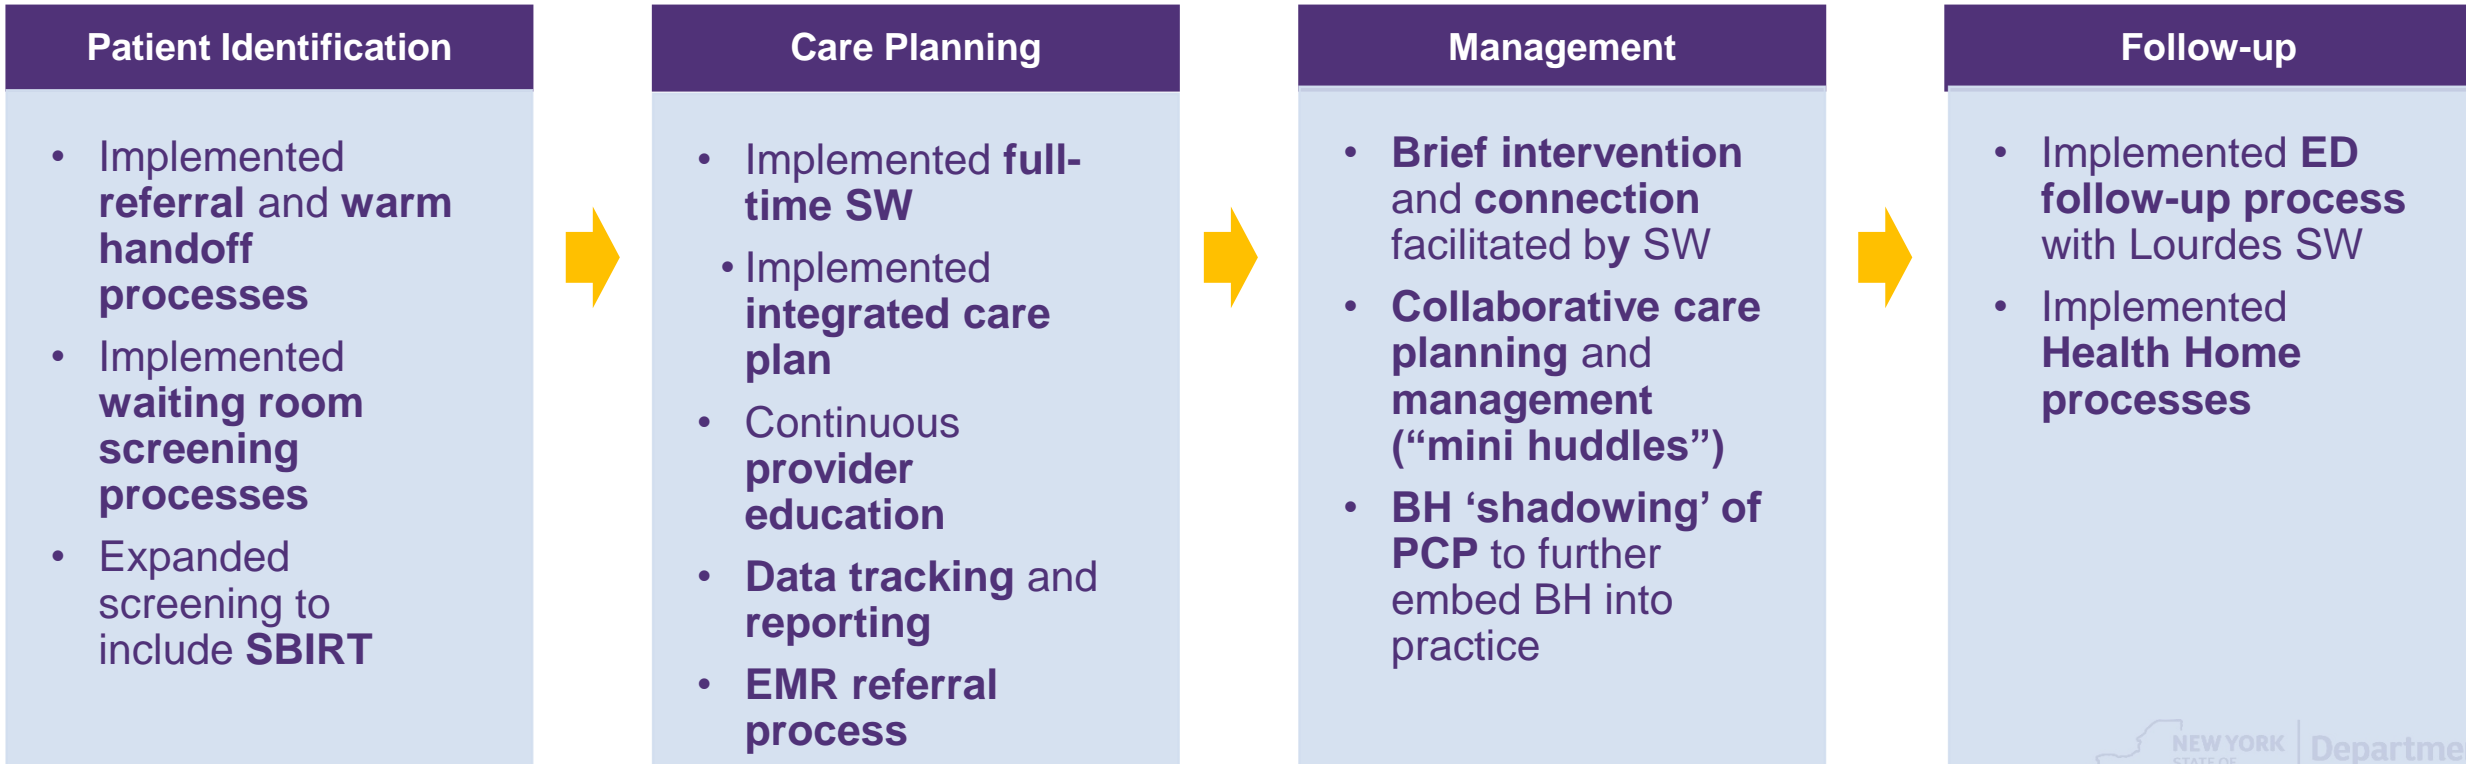 Patient Identification
• Implemented
referral and warm
handoff
processes
• Implemented
waiting room
screening
processes
• Expanded
screening to
include SBIRT
Care Planning
• Implemented full-
time SW
• Implemented
integrated care
plan
• Continuous
provider
education
• Data tracking and
reporting
• EMR referral
process
Management
• Brief intervention
and connection
facilitated by SW
• Collaborative care
planning and
management
(“mini huddles”)
• BH ‘shadowing’ of
PCP to further
embed BH into
practice
Follow-up
• Implemented ED
follow-up process
with Lourdes SW
• Implemented
Health Home
processes
NEW YORK
STATE OF